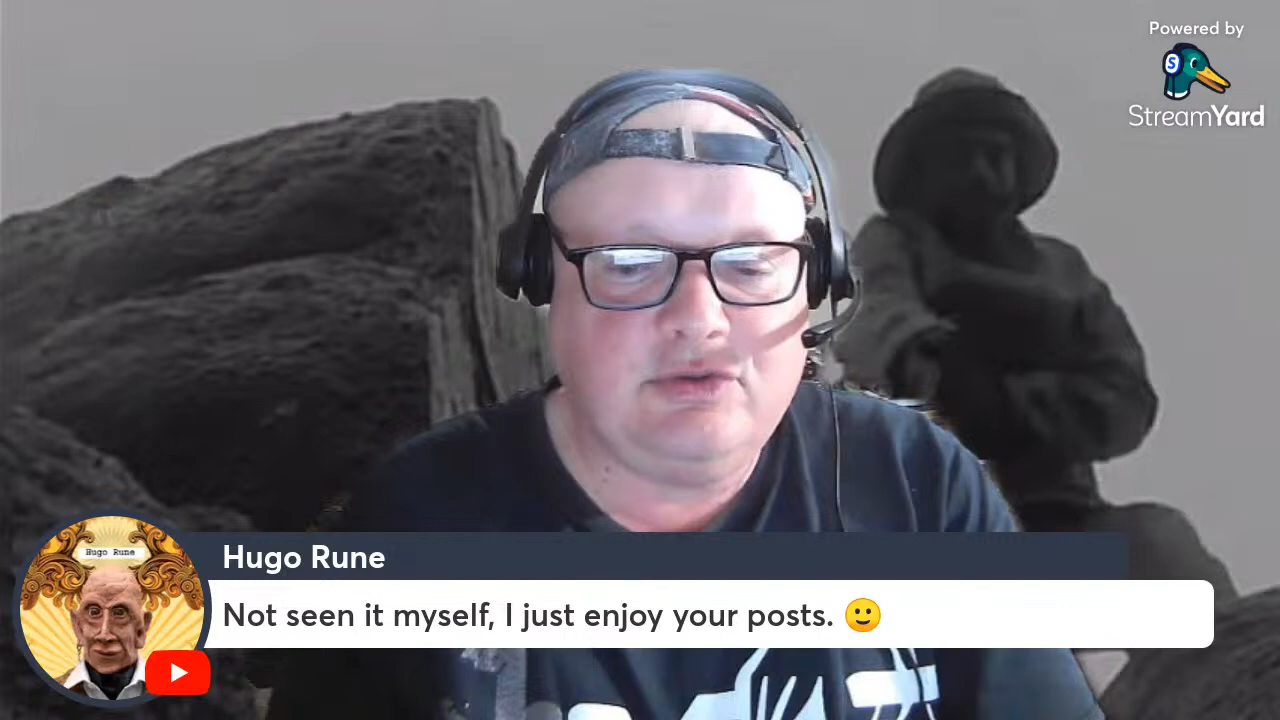 Powered by
S
StreamYard
Hugo Rune
Hugo Rune
Not seen it myself, I just enjoy your posts. 🙂